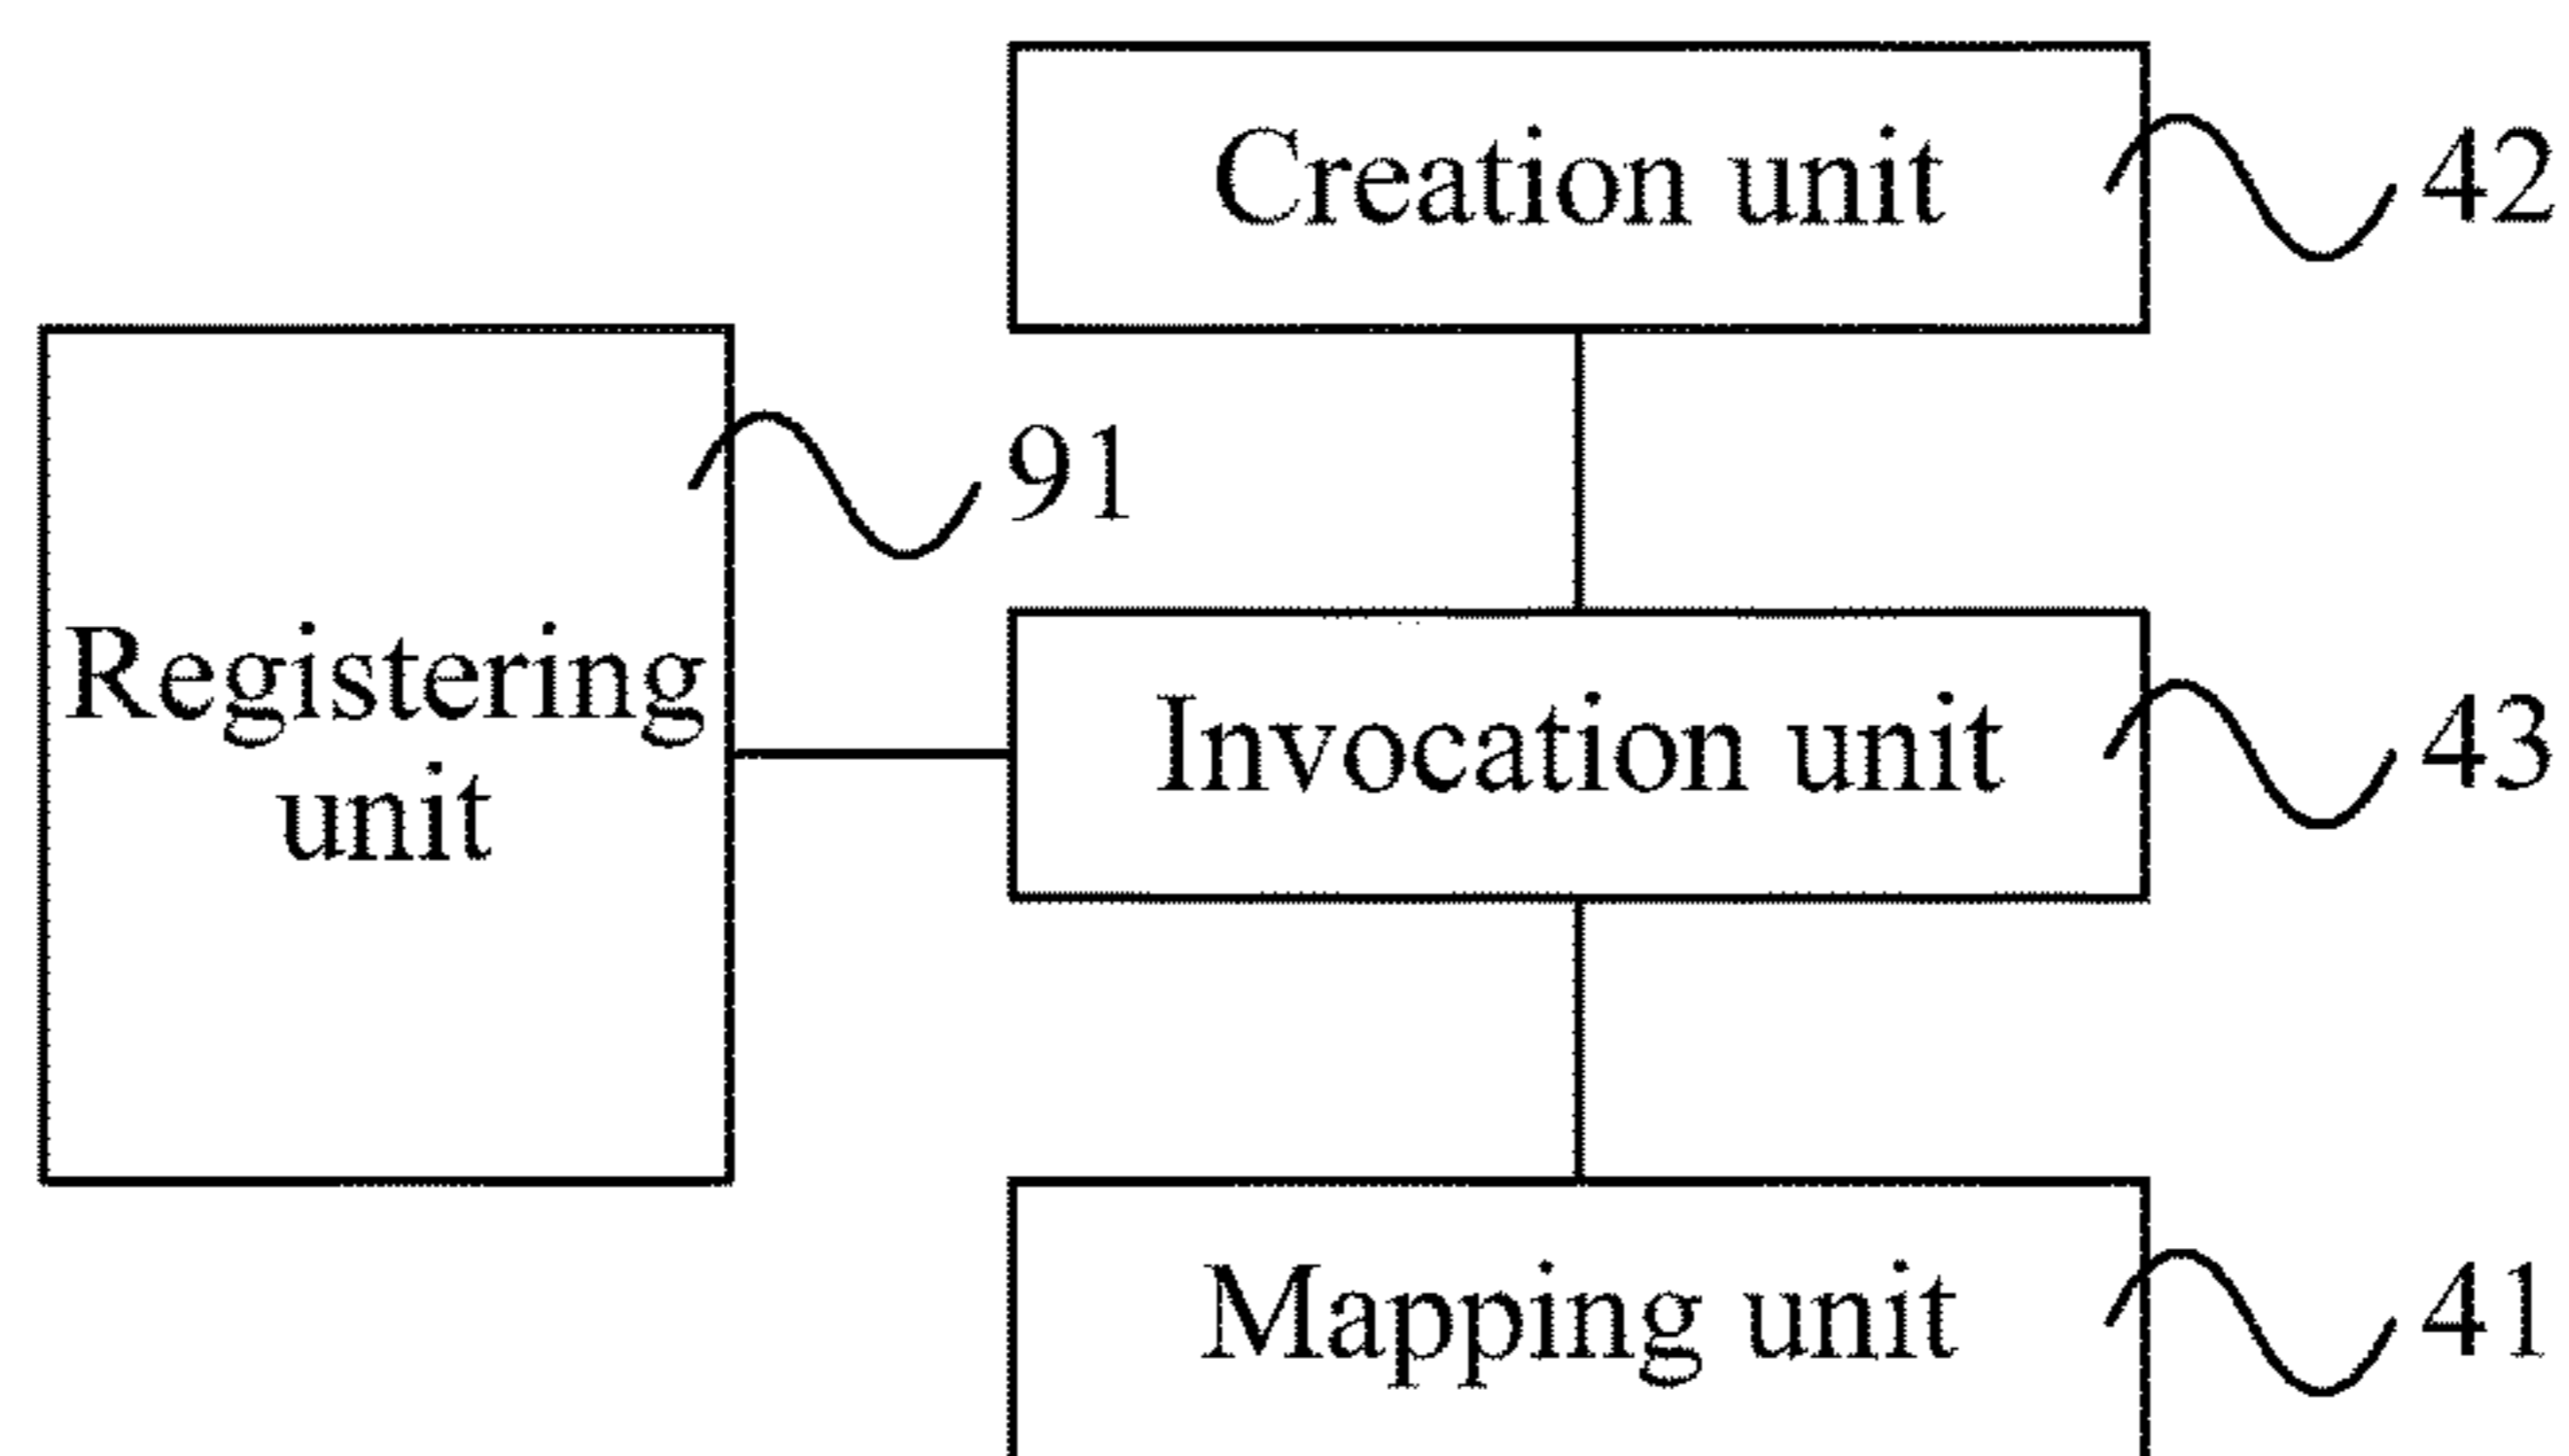 Creation unit
42
91
Registering
unit
Invocation unit
43
Mapping unit
41